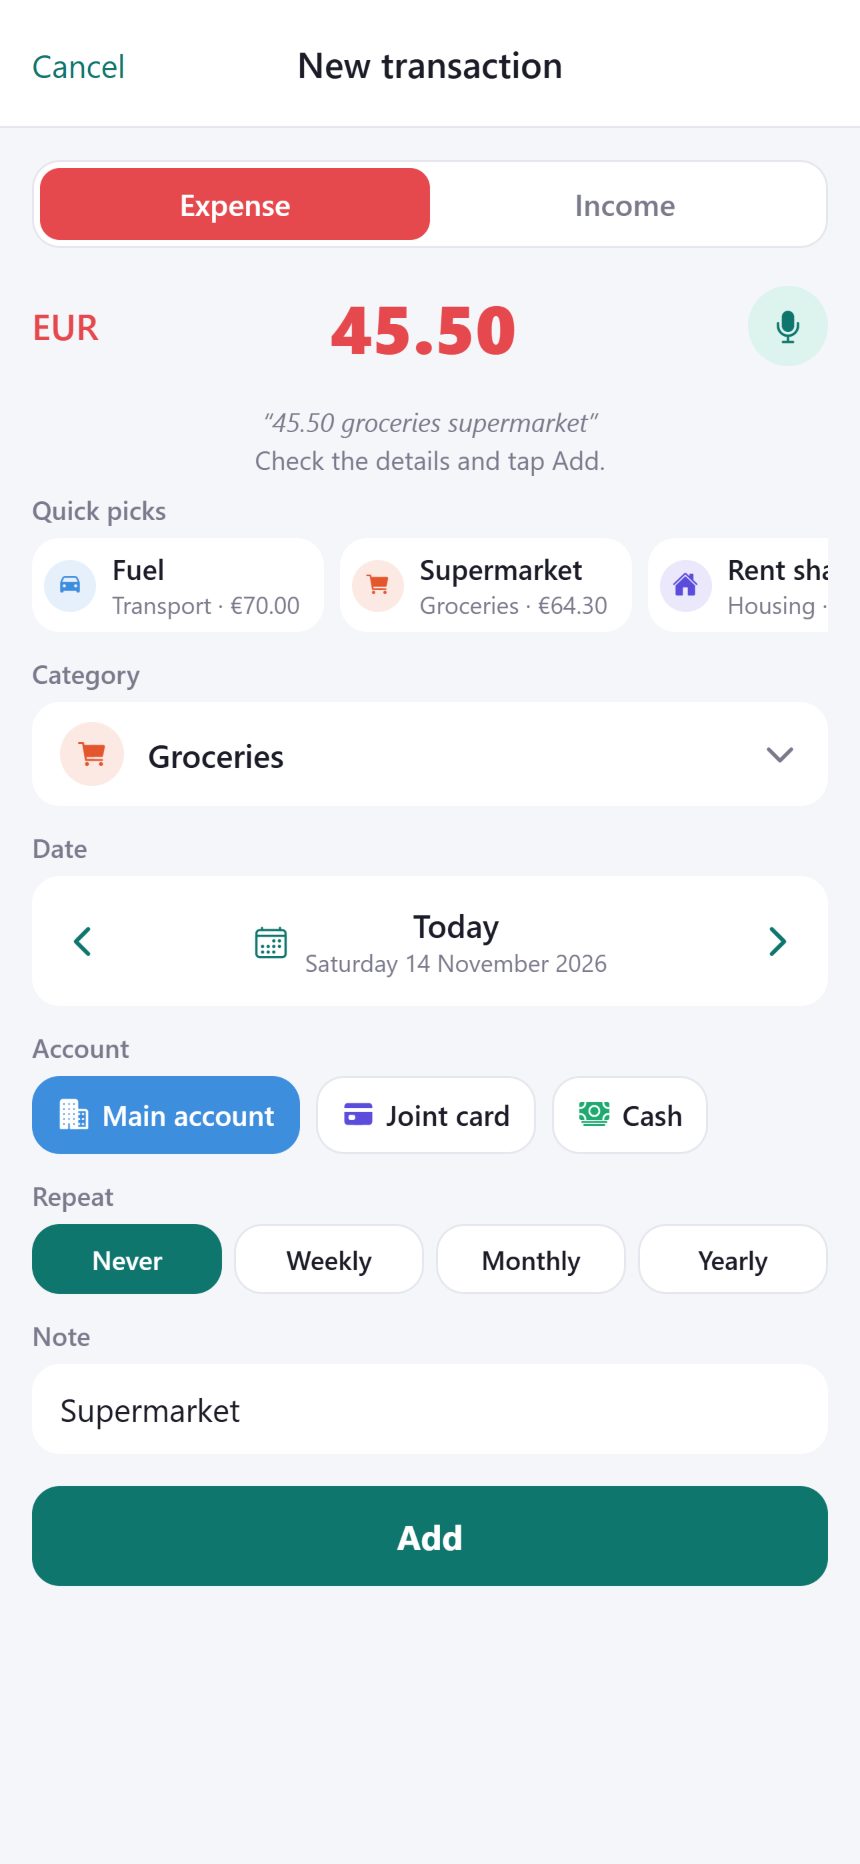 Cancel
New transaction
Expense
Income
EUR
45.50
“45.50 groceries supermarket”
Check the details and tap Add.
Quick picks
Fuel
Transport · €70.00
Supermarket
Groceries · €64.30
Rent sha
Housing ·
Category
Groceries
Date
Today
Saturday 14 November 2026
Account
Main account
Joint card
Cash
Repeat
Never
Weekly
Monthly
Yearly
Note
Supermarket
Add